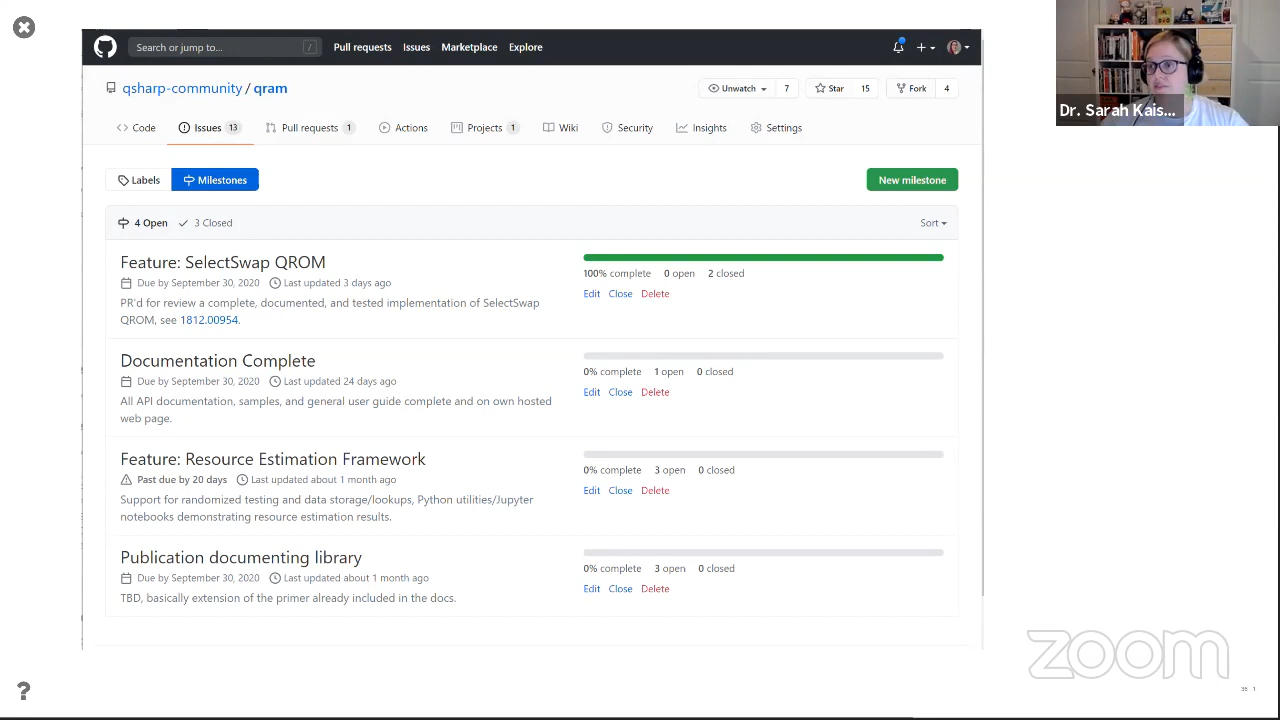 Search or jump to... /
Pull requests Issues Marketplace Explore
qsharp-community / qram
Unwatch 7 Star 15 Fork 4
Code Issues 13 Pull requests 1 Actions Projects 1 Wiki Security Insights Settings
Labels Milestones New milestone
4 Open 3 Closed Sort
Feature: SelectSwap QROM
Due by September 30, 2020 Last updated 3 days ago
PR'd for review a complete, documented, and tested implementation of SelectSwap
QROM, see 1812.00954.
100% complete 0 open 2 closed
Edit Close Delete
Documentation Complete
Due by September 30, 2020 Last updated 24 days ago
All API documentation, samples, and general user guide complete and on own hosted
web page.
0% complete 1 open 0 closed
Edit Close Delete
Feature: Resource Estimation Framework
Past due by 20 days Last updated about 1 month ago
Support for randomized testing and data storage/lookups, Python utilities/Jupyter
notebooks demonstrating resource estimation results.
0% complete 3 open 0 closed
Edit Close Delete
Publication documenting library
Due by September 30, 2020 Last updated about 1 month ago
TBD, basically extension of the primer already included in the docs.
0% complete 3 open 0 closed
Edit Close Delete
Dr. Sarah Kais...
zoom
?
36 1